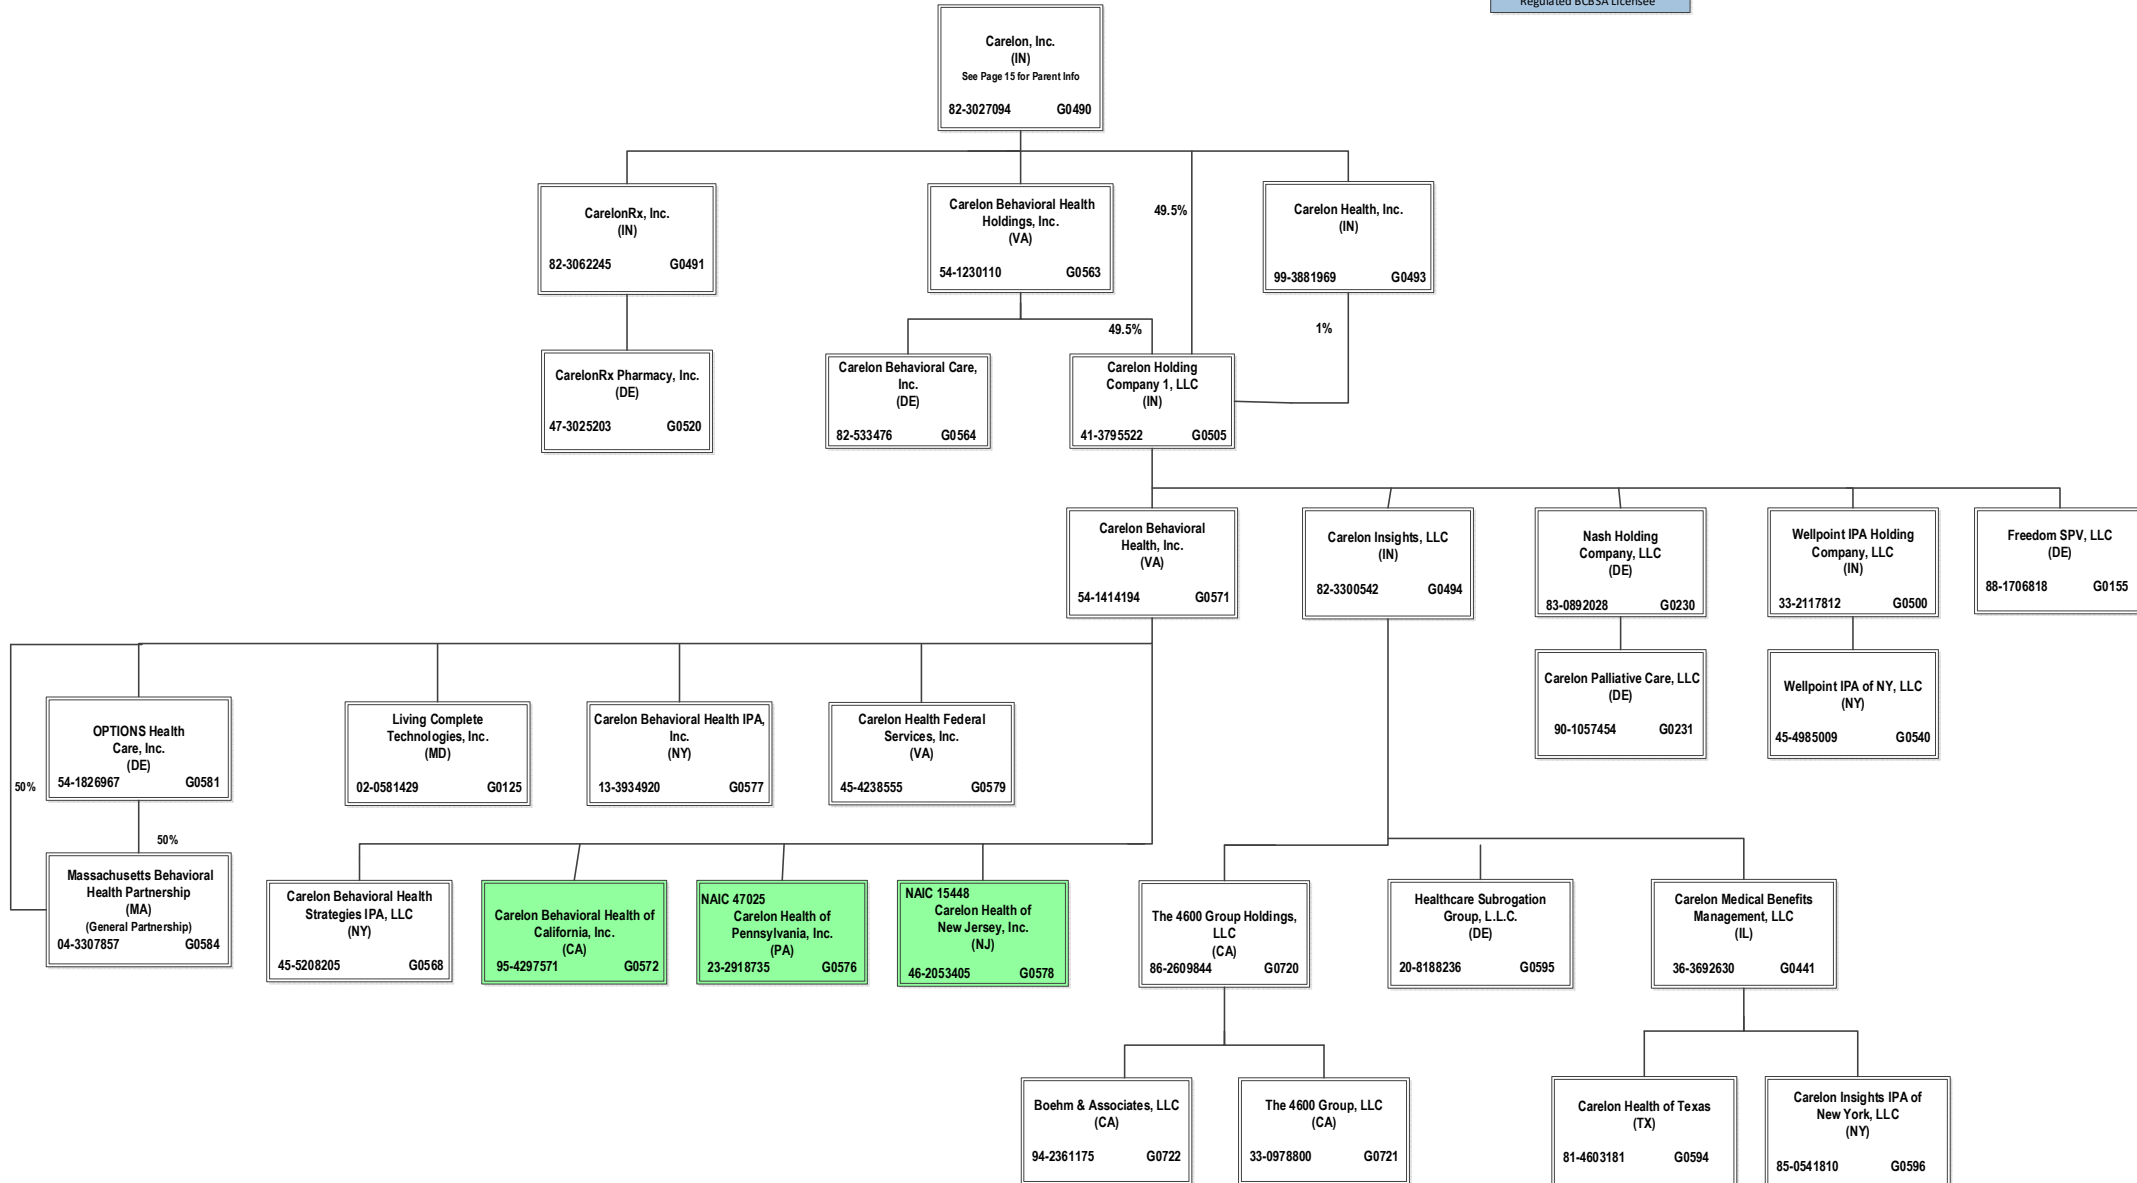 Regulated BCBSA Licensee
Carelon, Inc.
(IN)
See Page 15 for Parent Info
82-3027094 G0490
CarelonRx, Inc.
(IN)
82-3062245 G0491
Carelon Behavioral Health
Holdings, Inc.
(VA)
54-1230110 G0563
49.5%
Carelon Health, Inc.
(IN)
99-3881969 G0493
49.5%
1%
CarelonRx Pharmacy, Inc.
(DE)
47-3025203 G0520
Carelon Behavioral Care,
Inc.
(DE)
82-533476 G0564
Carelon Holding
Company 1, LLC
(IN)
41-3795522 G0505
Carelon Behavioral
Health, Inc.
(VA)
54-1414194 G0571
Carelon Insights, LLC
(IN)
82-3300542 G0494
Nash Holding
Company, LLC
(DE)
83-0892028 G0230
Wellpoint IPA Holding
Company, LLC
(IN)
33-2117812 G0500
Freedom SPV, LLC
(DE)
88-1706818 G0155
Carelon Palliative Care, LLC
(DE)
90-1057454 G0231
Wellpoint IPA of NY, LLC
(NY)
45-4985009 G0540
50%
OPTIONS Health
Care, Inc.
(DE)
54-1826967 G0581
Living Complete
Technologies, Inc.
(MD)
02-0581429 G0125
Carelon Behavioral Health IPA,
Inc.
(NY)
13-3934920 G0577
Carelon Health Federal
Services, Inc.
(VA)
45-4238555 G0579
50%
Massachusetts Behavioral
Health Partnership
(MA)
(General Partnership)
04-3307857 G0584
Carelon Behavioral Health
Strategies IPA, LLC
(NY)
45-5208205 G0568
Carelon Behavioral Health of
California, Inc.
(CA)
95-4297571 G0572
NAIC 47025
Carelon Health of
Pennsylvania, Inc.
(PA)
23-2918735 G0576
NAIC 15448
Carelon Health of
New Jersey, Inc.
(NJ)
46-2053405 G0578
The 4600 Group Holdings,
LLC
(CA)
86-2609844 G0720
Healthcare Subrogation
Group, L.L.C.
(DE)
20-8188236 G0595
Carelon Medical Benefits
Management, LLC
(IL)
36-3692630 G0441
Boehm & Associates, LLC
(CA)
94-2361175 G0722
The 4600 Group, LLC
(CA)
33-0978800 G0721
Carelon Health of Texas
(TX)
81-4603181 G0594
Carelon Insights IPA of
New York, LLC
(NY)
85-0541810 G0596